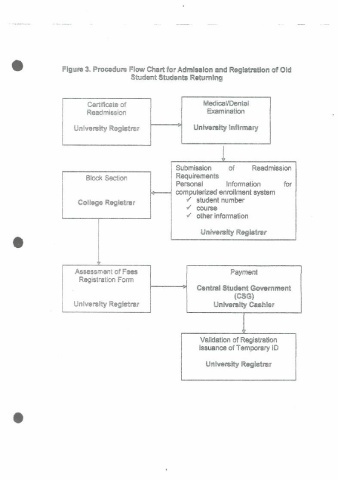 Figure 3. Procedure Flow Chart for Admission and Registration of Old
Student Students Returning
Certificate of
Readmission
University Registrar
Medical/Dental
Examination
University Infirmary
Submission of Readmission
Requirements
Personal Information for
computerized enrollment system
✓ student number
✓ course
✓ other information
University Registrar
Block Section
College Registrar
Assessment of Fees
Registration Form
University Registrar
Payment
Central Student Government
(CSG)
University Cashier
Validation of Registration
Issuance of Temporary ID
University Registrar